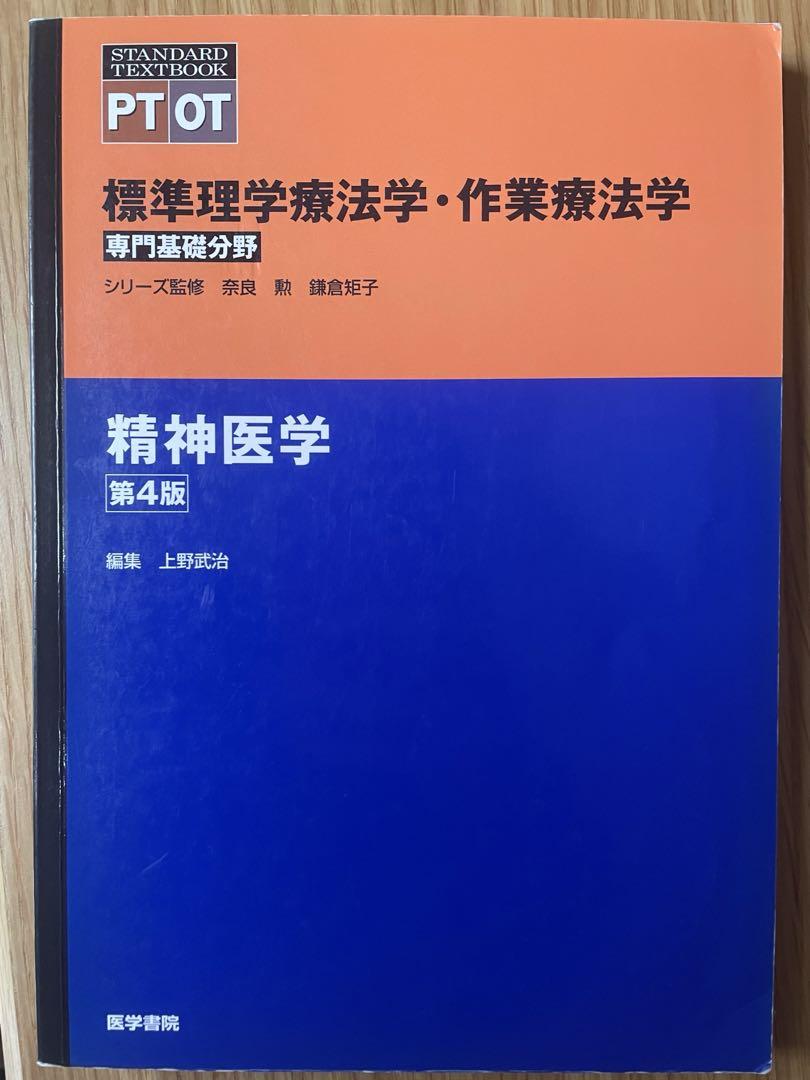 STANDARD
TEXTBOOK
PT OT
標準理学療法学・作業療法学
専門基礎分野
シリーズ監修　奈良　勲　鎌倉矩子
精神医学
第4版
編集　上野武治
医学書院